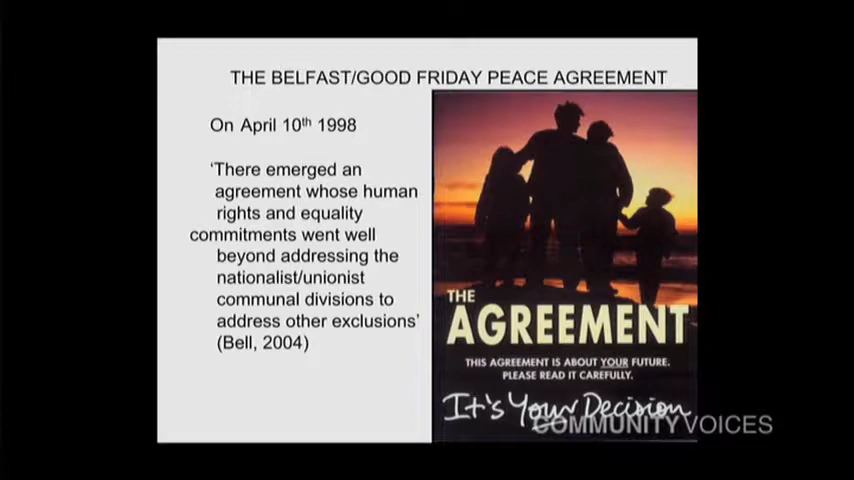 THE BELFAST/GOOD FRIDAY PEACE AGREEMENT
On April 10th 1998
‘There emerged an
agreement whose human
rights and equality
commitments went well
beyond addressing the
nationalist/unionist
communal divisions to
address other exclusions’
(Bell, 2004)
THE
AGREEMENT
THIS AGREEMENT IS ABOUT YOUR FUTURE.
PLEASE READ IT CAREFULLY.
It's Your Decision
COMMUNITY VOICES